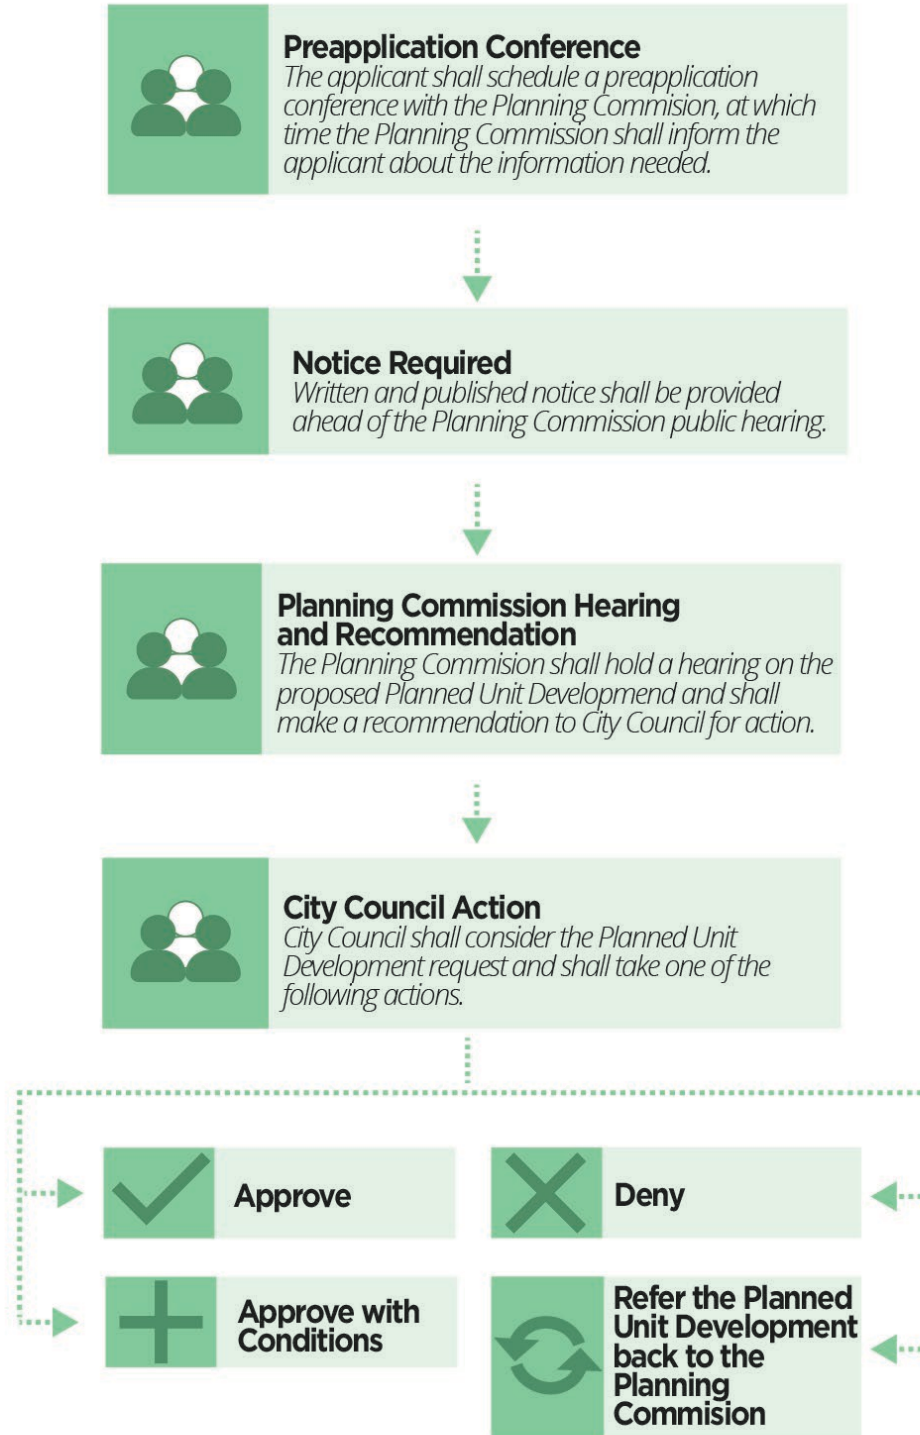 Preapplication Conference
The applicant shall schedule a preapplication
conference with the Planning Commision, at which
time the Planning Commission shall inform the
applicant about the information needed.
Notice Required
Written and published notice shall be provided
ahead of the Planning Commission public hearing.
Planning Commission Hearing
and Recommendation
The Planning Commision shall hold a hearing on the
proposed Planned Unit Developmend and shall
make a recommendation to City Council for action.
City Council Action
City Council shall consider the Planned Unit
Development request and shall take one of the
following actions.
Approve
Deny
Approve with
Conditions
Refer the Planned
Unit Development
back to the
Planning
Commision